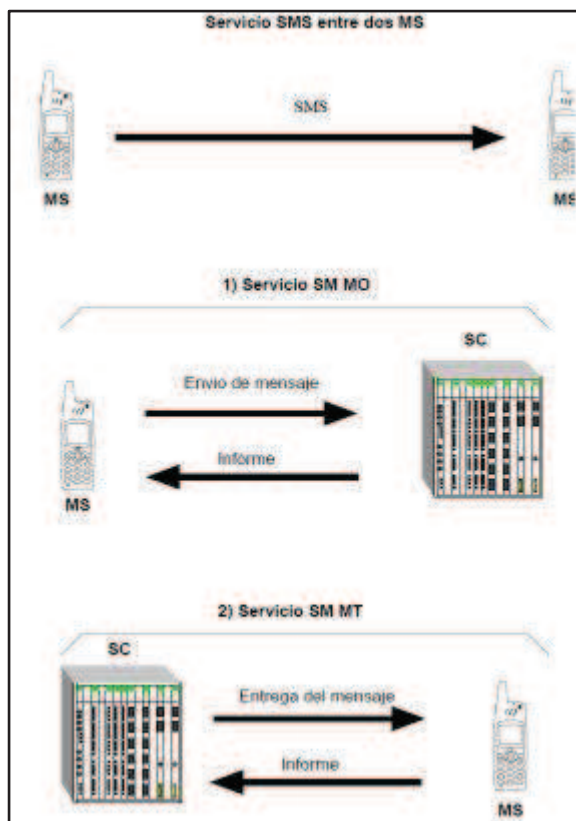 Servicio SMS entre dos MS
SMS
MS
MS
1) Servicio SM MO
SC
Envio de mensaje
Informe
MS
2) Servicio SM MT
SC
Entrega del mensaje
Informe
MS